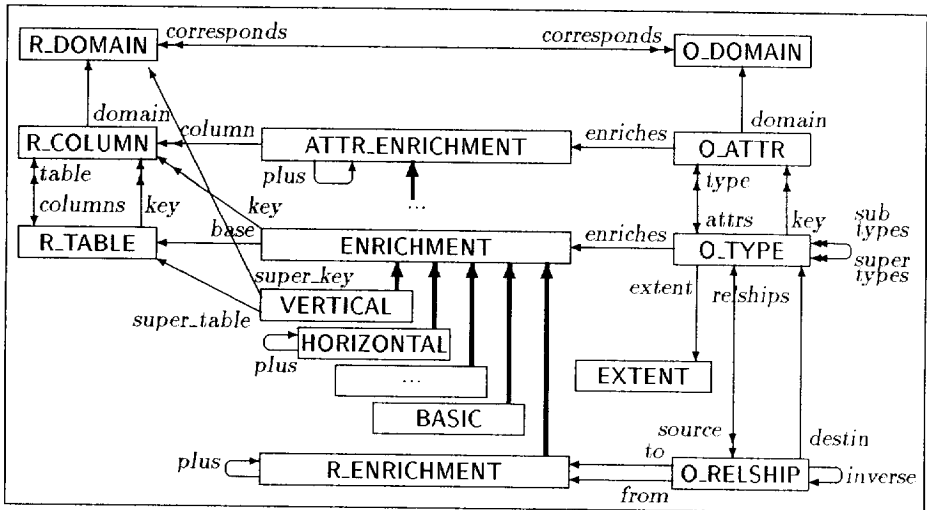 R_DOMAIN corresponds corresponds O_DOMAIN
domain domain
R_COLUMN column ATTR_ENRICHMENT enriches O_ATTR
table plus type
...
columns key key attrs key sub types
R_TABLE base ENRICHMENT enriches O_TYPE
super types
super_key extent relships
VERTICAL
super_table
HORIZONTAL
plus
... EXTENT
BASIC
source destin
to
plus R_ENRICHMENT O_RELSHIP inverse
from